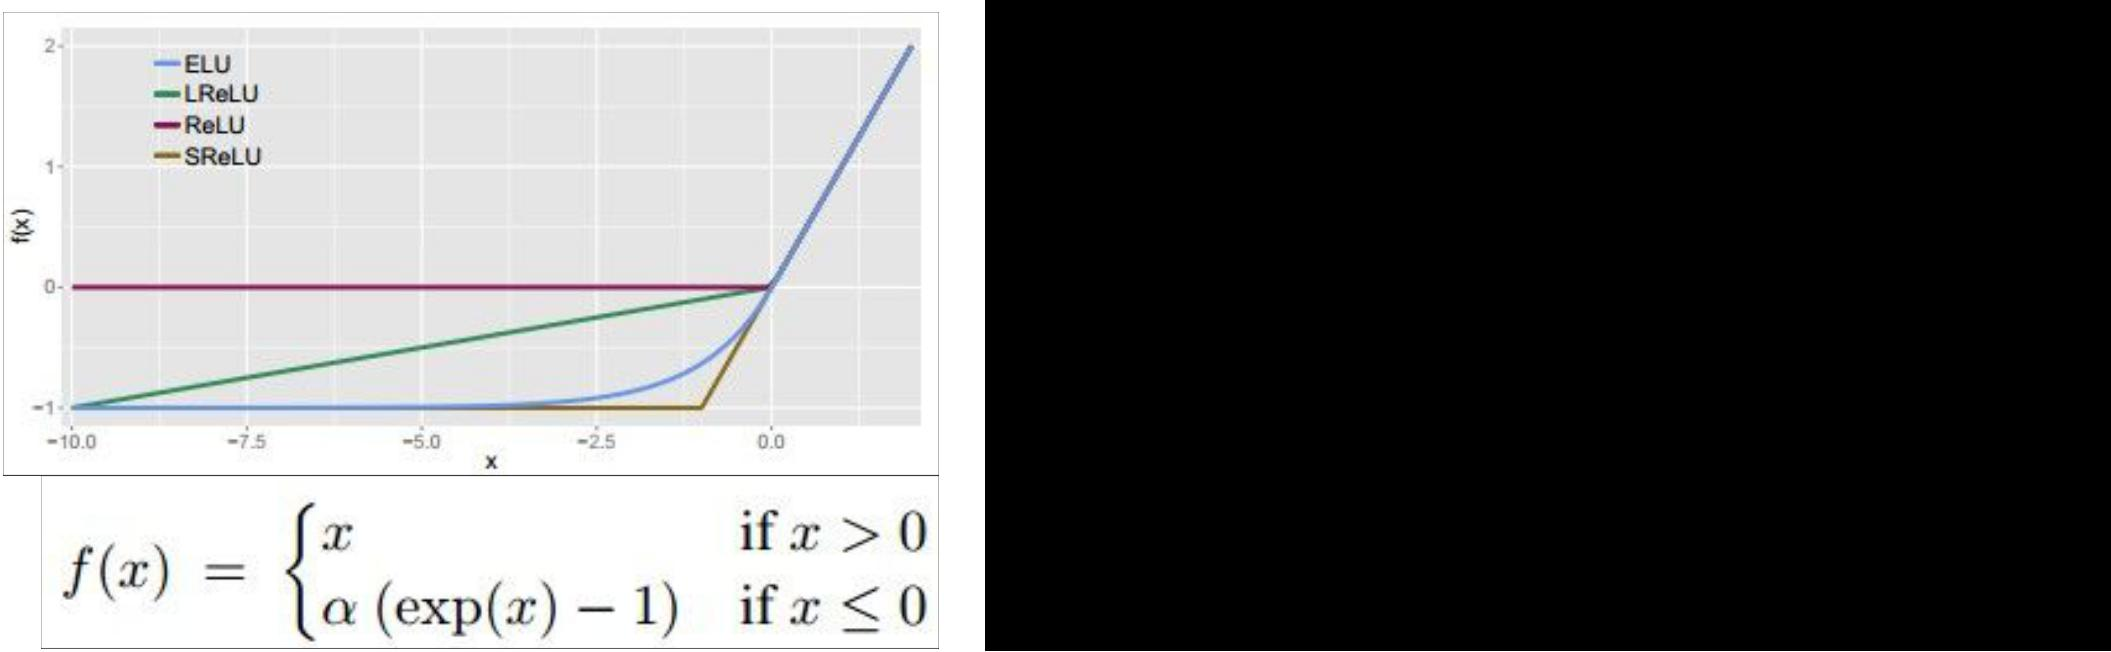 2
ELU
LReLU
ReLU
SReLU
1
f(x)
0
−1
−10.0 −7.5 −5.0 −2.5 0.0
x
f(x) = { x if x > 0
α (exp(x) − 1) if x ≤ 0